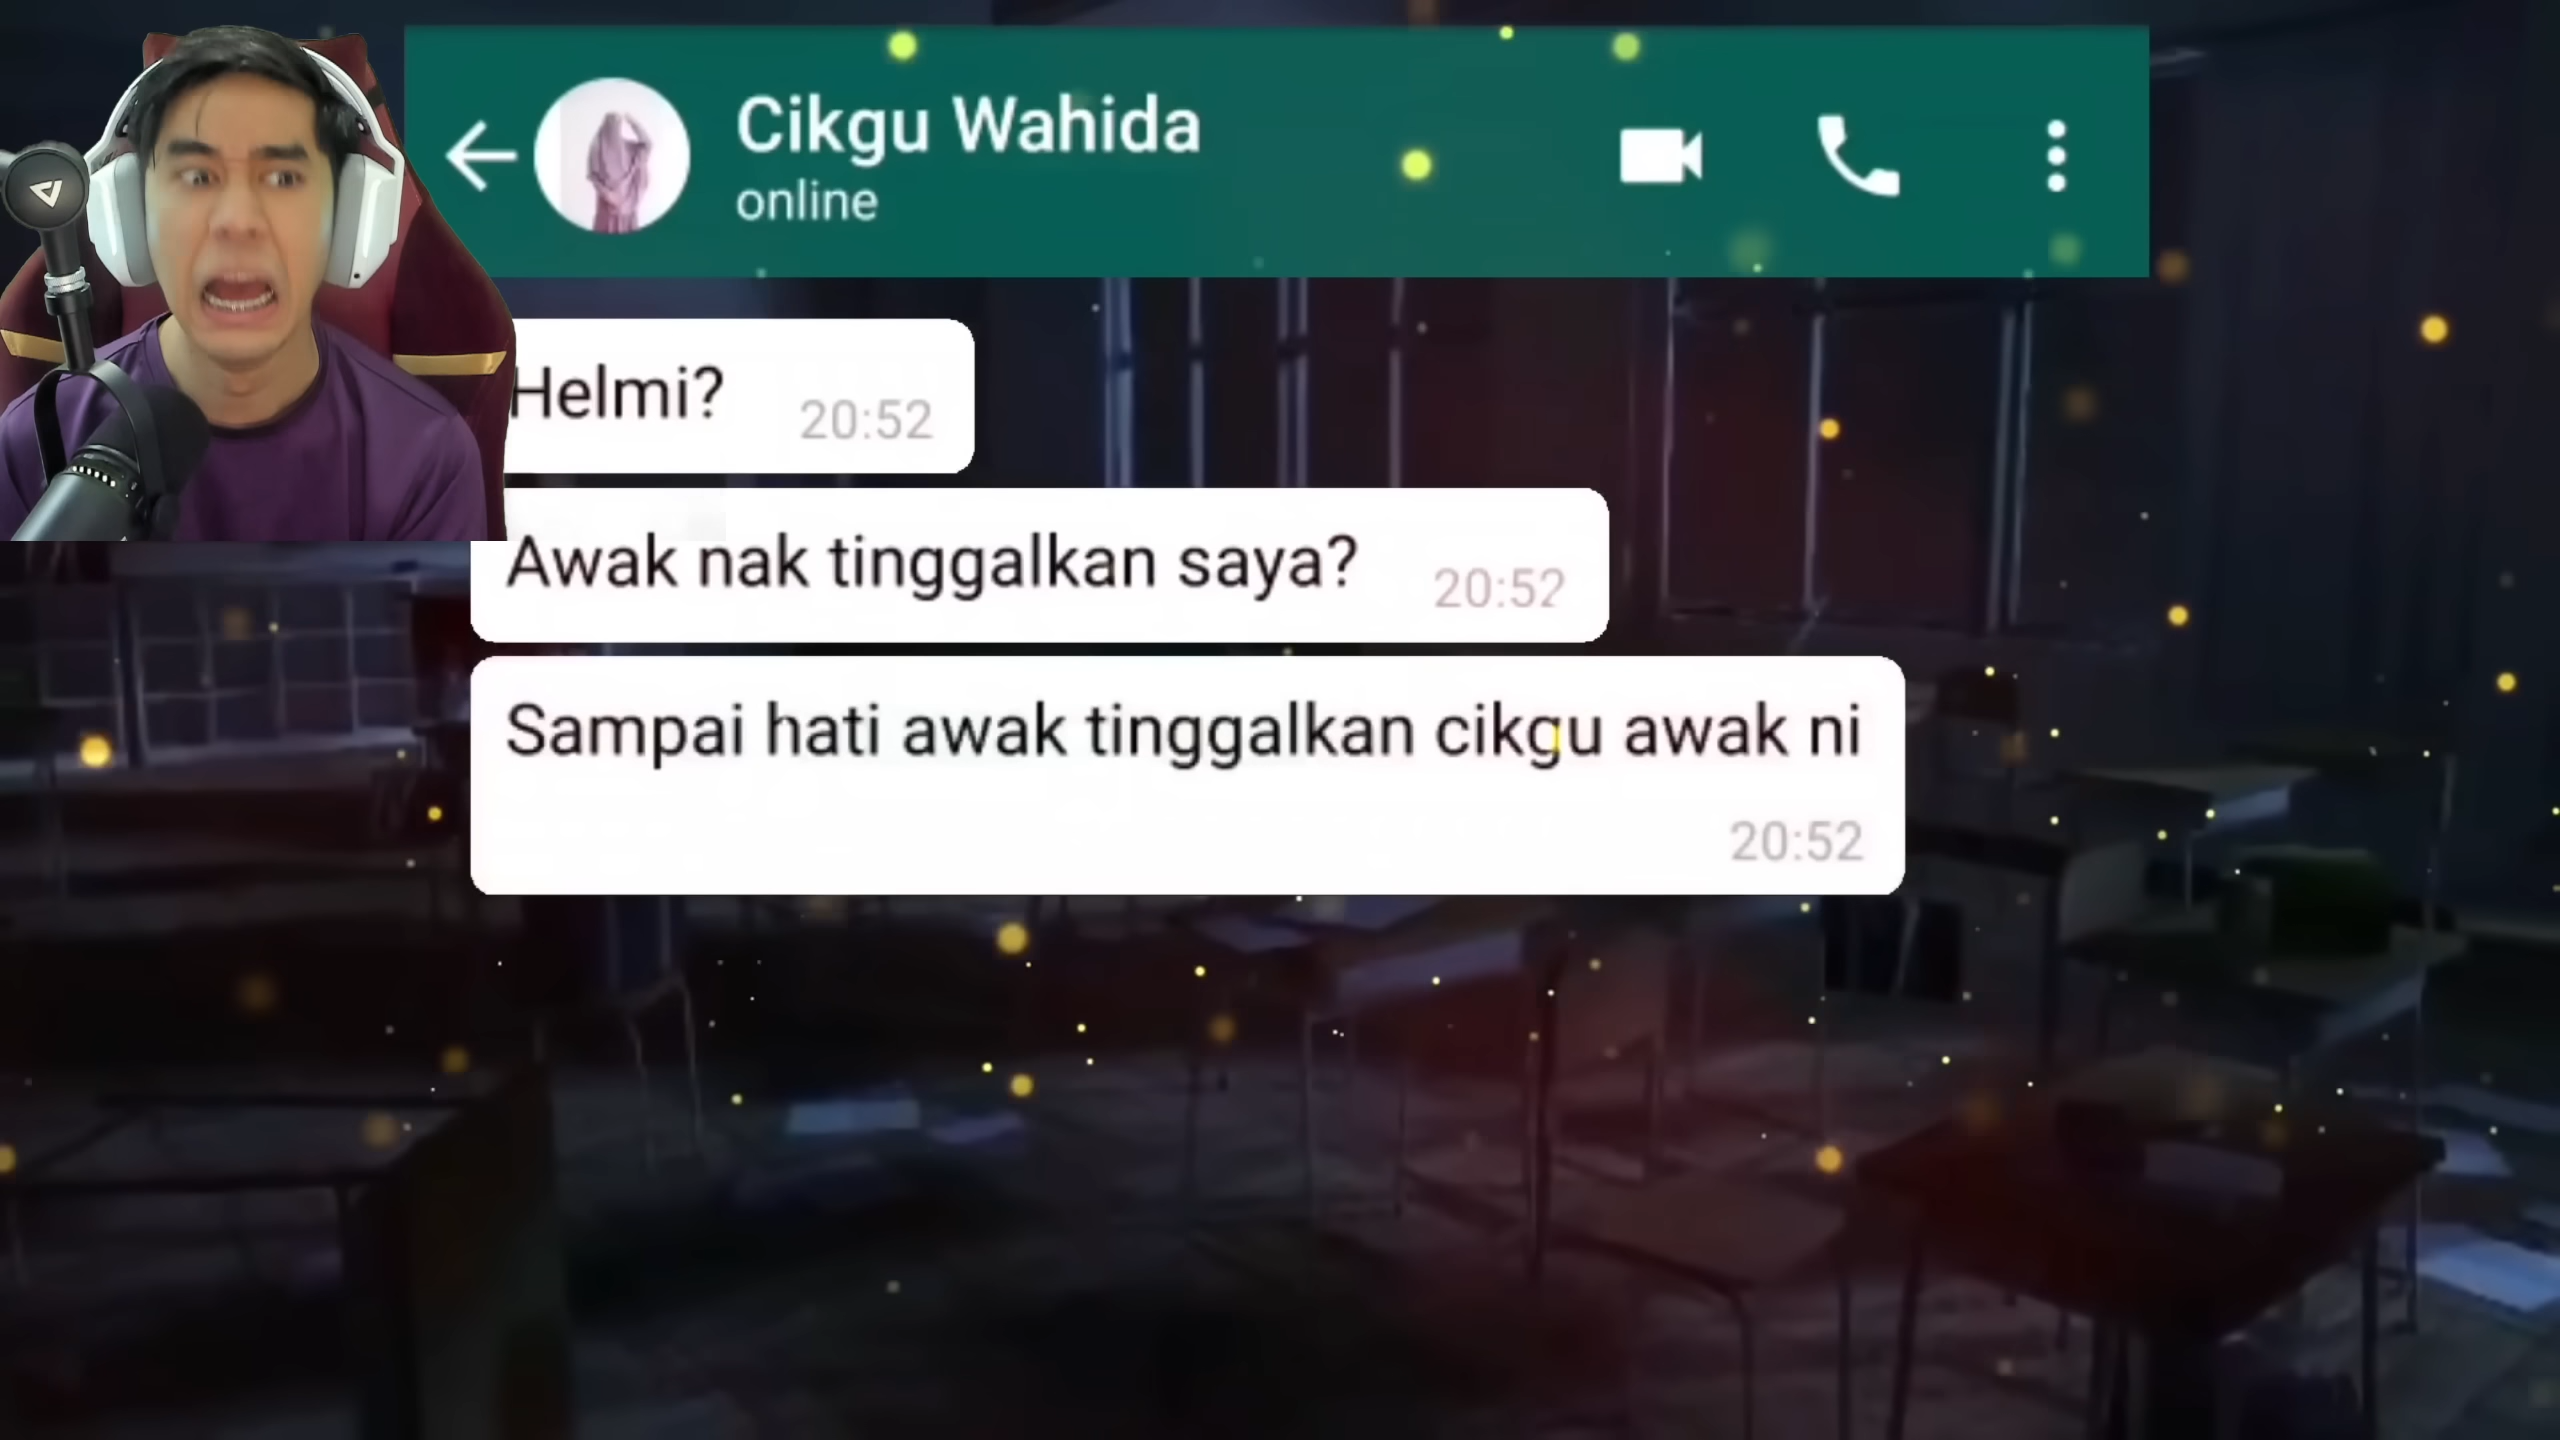 Cikgu Wahida
online
Helmi?
20:52
Awak nak tinggalkan saya?
20:52
Sampai hati awak tinggalkan cikgu awak ni
20:52